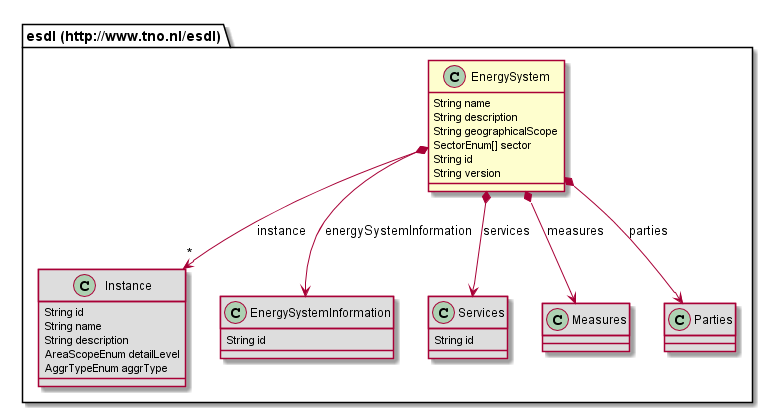 esdl (http://www.tno.nl/esdl)
C EnergySystem
String name
String description
String geographicalScope
SectorEnum[] sector
String id
String version
instance
energySystemInformation
services
measures
parties
*
C Instance
String id
String name
String description
AreaScopeEnum detailLevel
AggrTypeEnum aggrType
C EnergySystemInformation
String id
C Services
String id
C Measures
C Parties